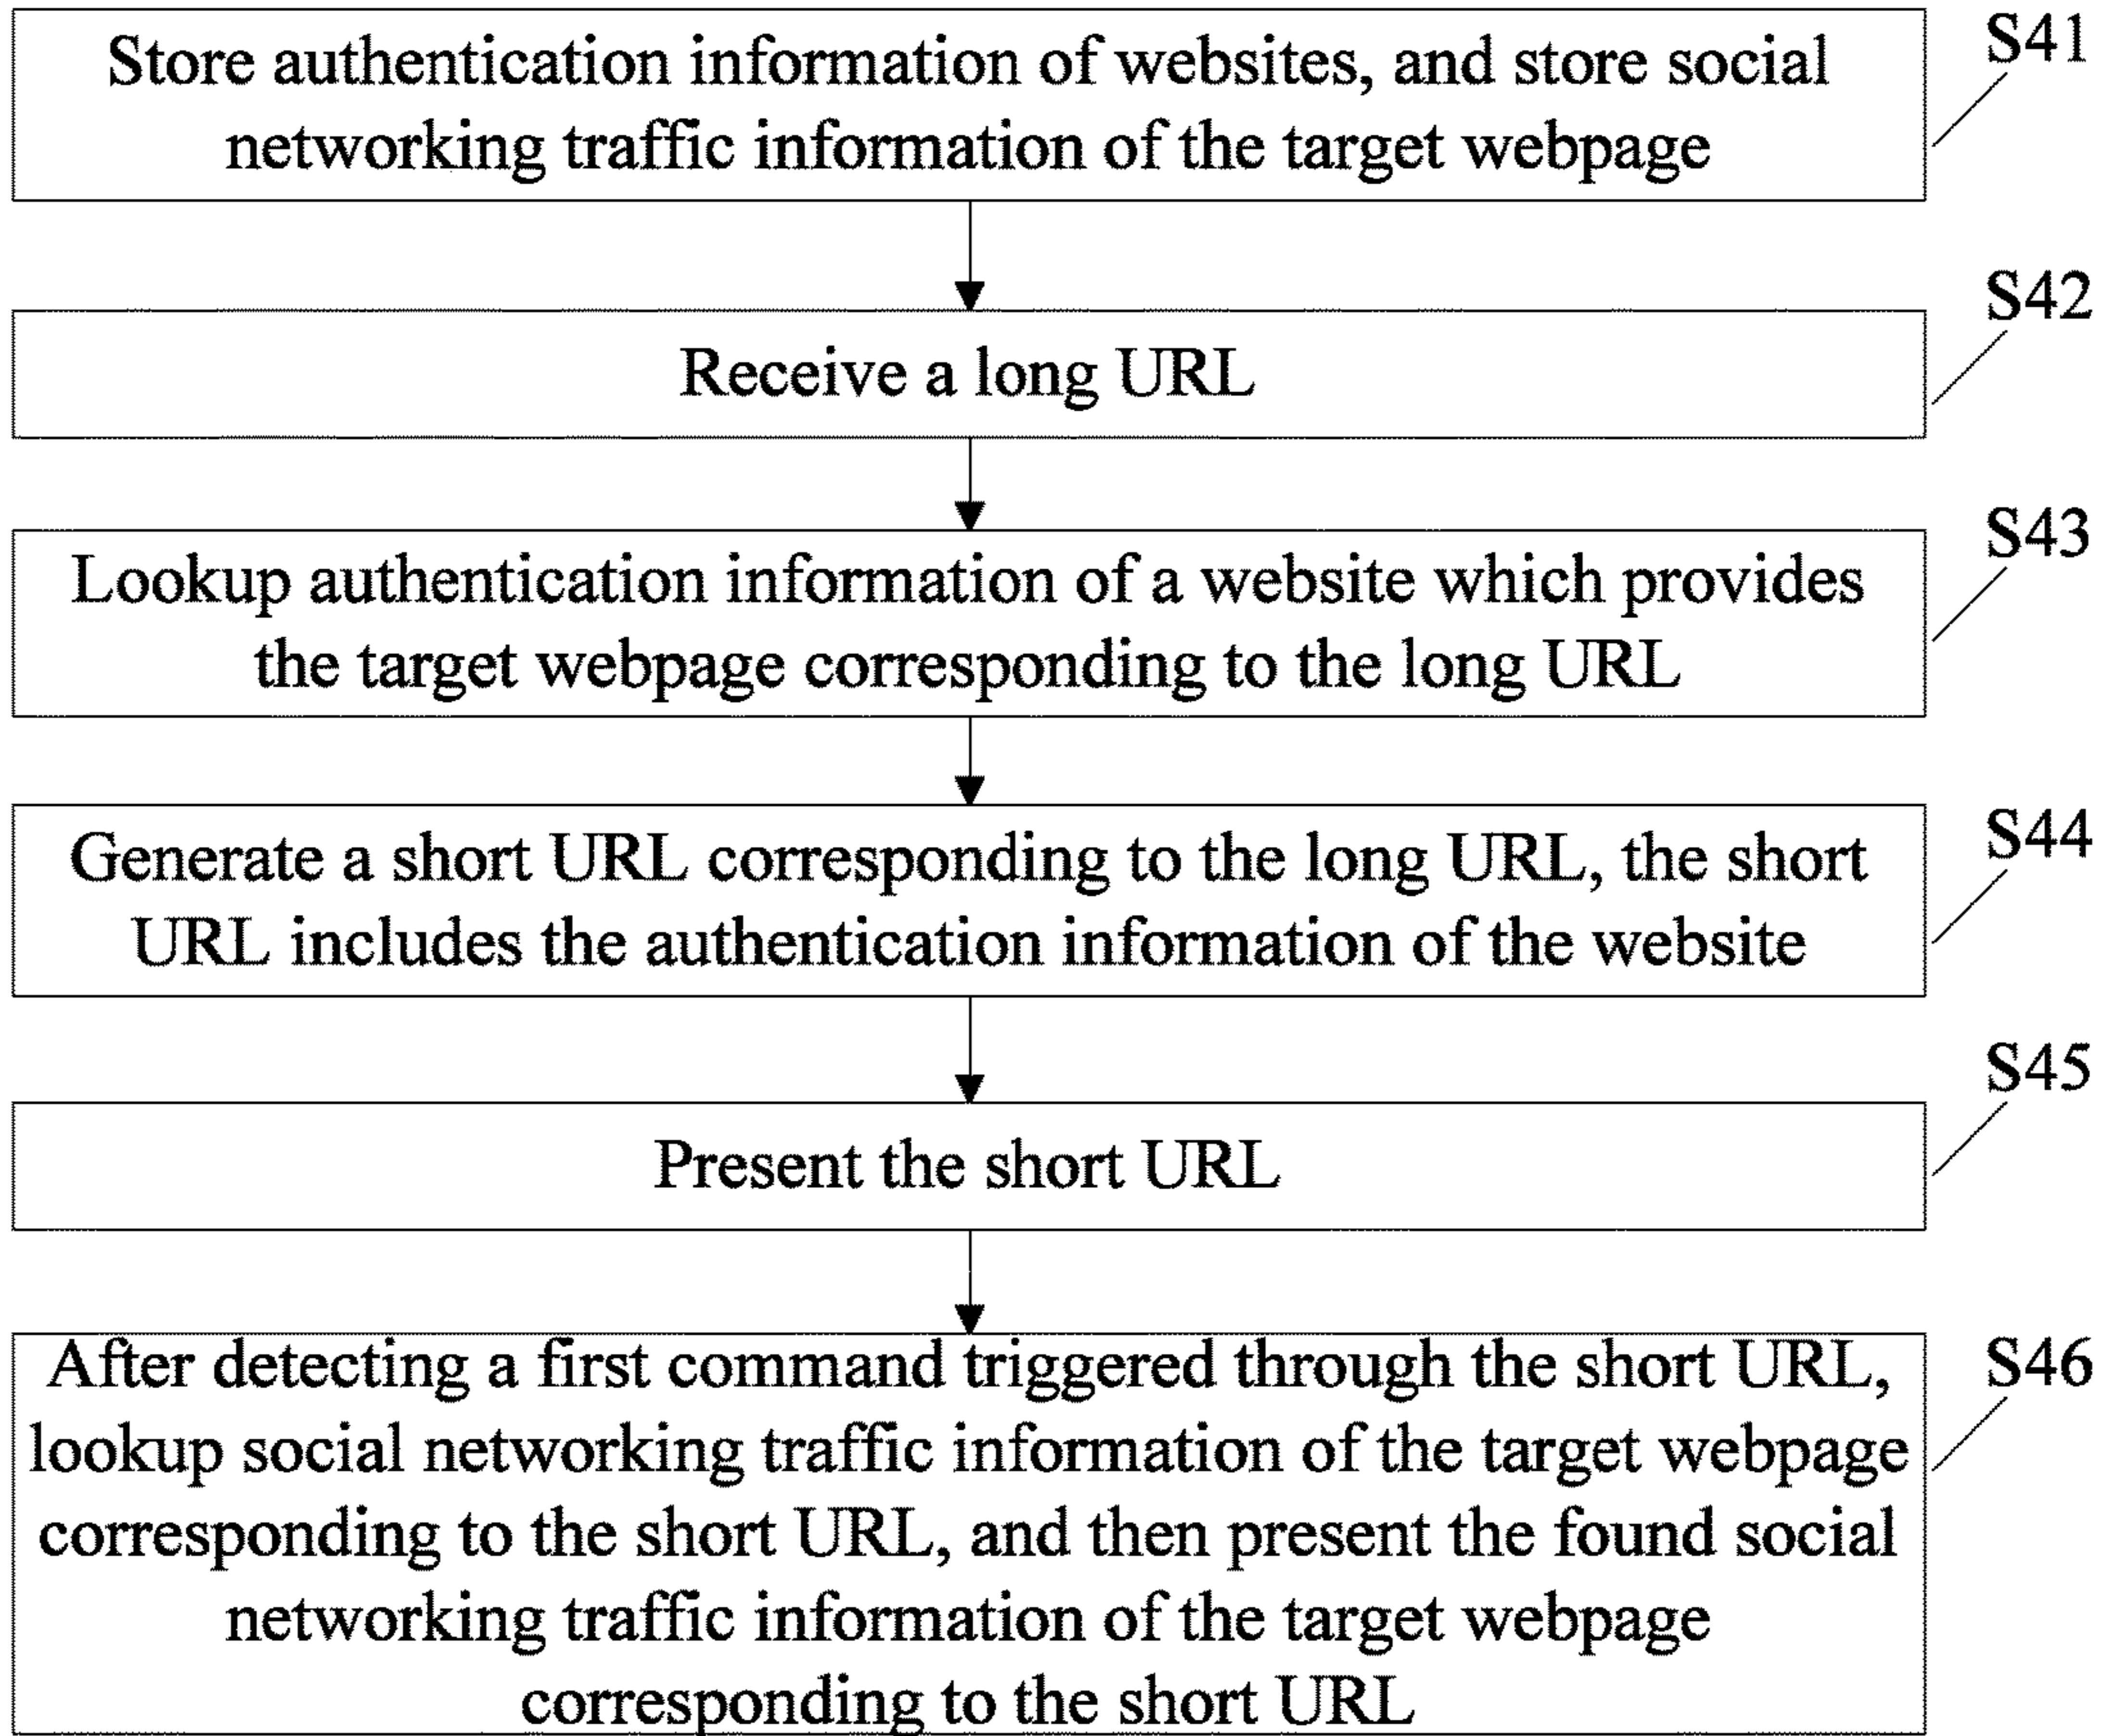 Store authentication information of websites, and store social
networking traffic information of the target webpage
S41
Receive a long URL
S42
Lookup authentication information of a website which provides
the target webpage corresponding to the long URL
S43
Generate a short URL corresponding to the long URL, the short
URL includes the authentication information of the website
S44
Present the short URL
S45
After detecting a first command triggered through the short URL,
lookup social networking traffic information of the target webpage
corresponding to the short URL, and then present the found social
networking traffic information of the target webpage
corresponding to the short URL
S46